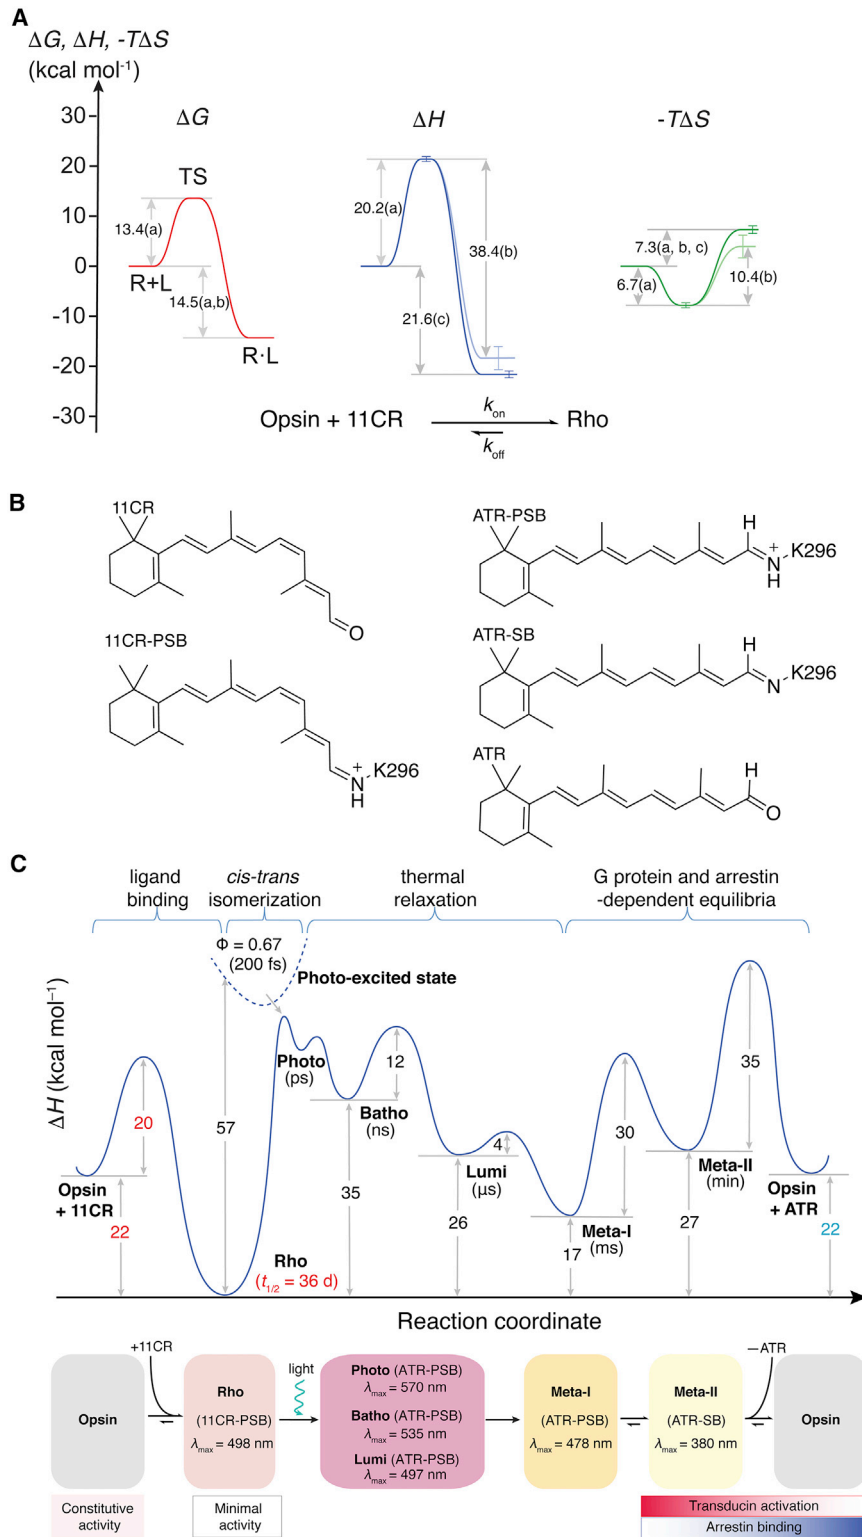 A
ΔG, ΔH, -TΔS
(kcal mol⁻¹)
30
20
10
0
-10
-20
-30
ΔG
TS
13.4(a)
R+L
14.5(a,b)
R·L
ΔH
20.2(a)
38.4(b)
21.6(c)
-TΔS
7.3(a, b, c)
6.7(a)
10.4(b)
Opsin + 11CR
k on
k off
Rho
B
11CR
O
11CR-PSB
+
N
H
K296
ATR-PSB
H
+
N
H
K296
ATR-SB
H
N
K296
ATR
H
O
C
ligand
binding
cis-trans
isomerization
thermal
relaxation
G protein and arrestin
-dependent equilibria
Φ = 0.67
(200 fs)
Photo-excited state
ΔH (kcal mol⁻¹)
20
Opsin
+ 11CR
22
57
Rho
(t1/2 = 36 d)
Photo
(ps)
Batho
(ns)
35
12
Lumi
(µs)
4
26
Meta-I
(ms)
17
30
Meta-II
(min)
27
35
Opsin
+ ATR
22
Reaction coordinate
Opsin
+11CR
Rho
(11CR-PSB)
λmax = 498 nm
light
Photo (ATR-PSB)
λmax = 570 nm
Batho (ATR-PSB)
λmax = 535 nm
Lumi (ATR-PSB)
λmax = 497 nm
Meta-I
(ATR-PSB)
λmax = 478 nm
Meta-II
(ATR-SB)
λmax = 380 nm
—ATR
Opsin
Constitutive
activity
Minimal
activity
Transducin activation
Arrestin binding